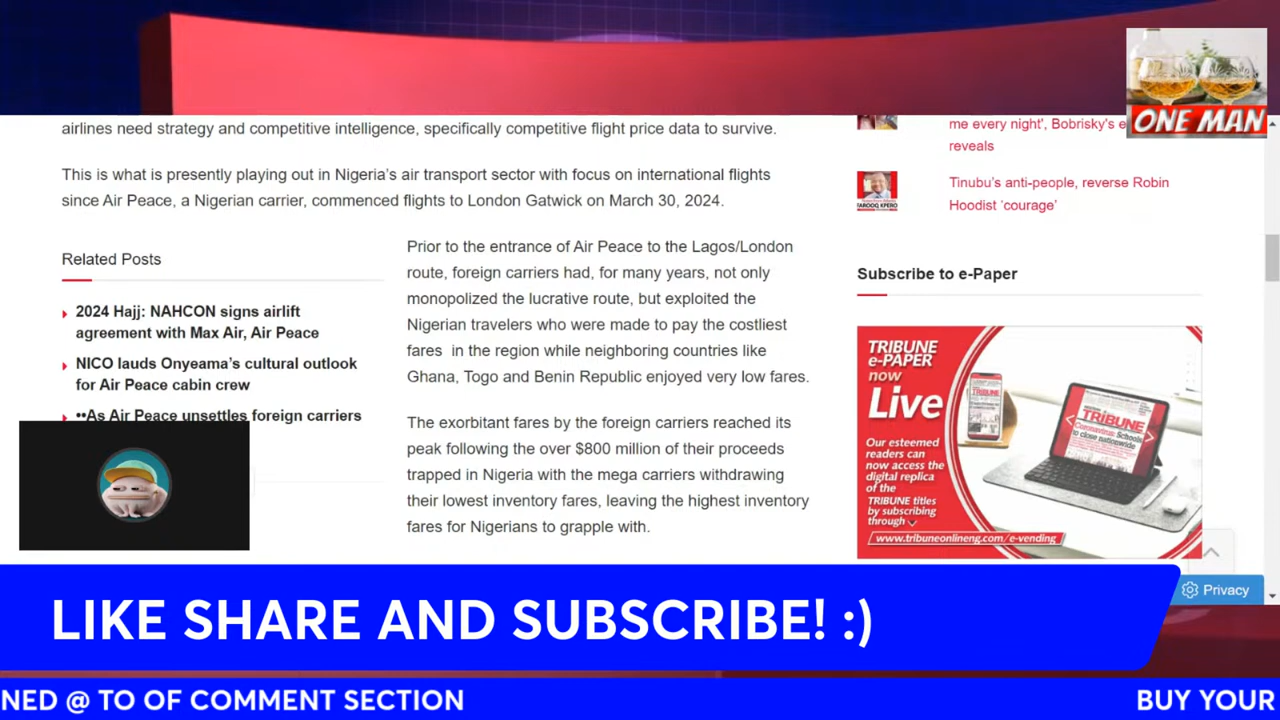 ONE MAN
airlines need strategy and competitive intelligence, specifically competitive flight price data to survive.
This is what is presently playing out in Nigeria's air transport sector with focus on international flights
since Air Peace, a Nigerian carrier, commenced flights to London Gatwick on March 30, 2024.
Related Posts
2024 Hajj: NAHCON signs airlift
agreement with Max Air, Air Peace
NICO lauds Onyeama's cultural outlook
for Air Peace cabin crew
••As Air Peace unsettles foreign carriers
Prior to the entrance of Air Peace to the Lagos/London
route, foreign carriers had, for many years, not only
monopolized the lucrative route, but exploited the
Nigerian travelers who were made to pay the costliest
fares in the region while neighboring countries like
Ghana, Togo and Benin Republic enjoyed very low fares.
The exorbitant fares by the foreign carriers reached its
peak following the over $800 million of their proceeds
trapped in Nigeria with the mega carriers withdrawing
their lowest inventory fares, leaving the highest inventory
fares for Nigerians to grapple with.
me every night', Bobrisky's e
reveals
Tinubu's anti-people, reverse Robin
Hoodist 'courage'
Subscribe to e-Paper
TRIBUNE
e-PAPER
now
Live
Our esteemed
readers can
now access the
digital replica
of the
TRIBUNE titles
by subscribing
through
www.tribuneonlineng.com/e-vending
TRIBUNE
Coronavirus: Schools
to close nationwide
Privacy
LIKE SHARE AND SUBSCRIBE! :)
NED @ TO OF COMMENT SECTION
BUY YOUR